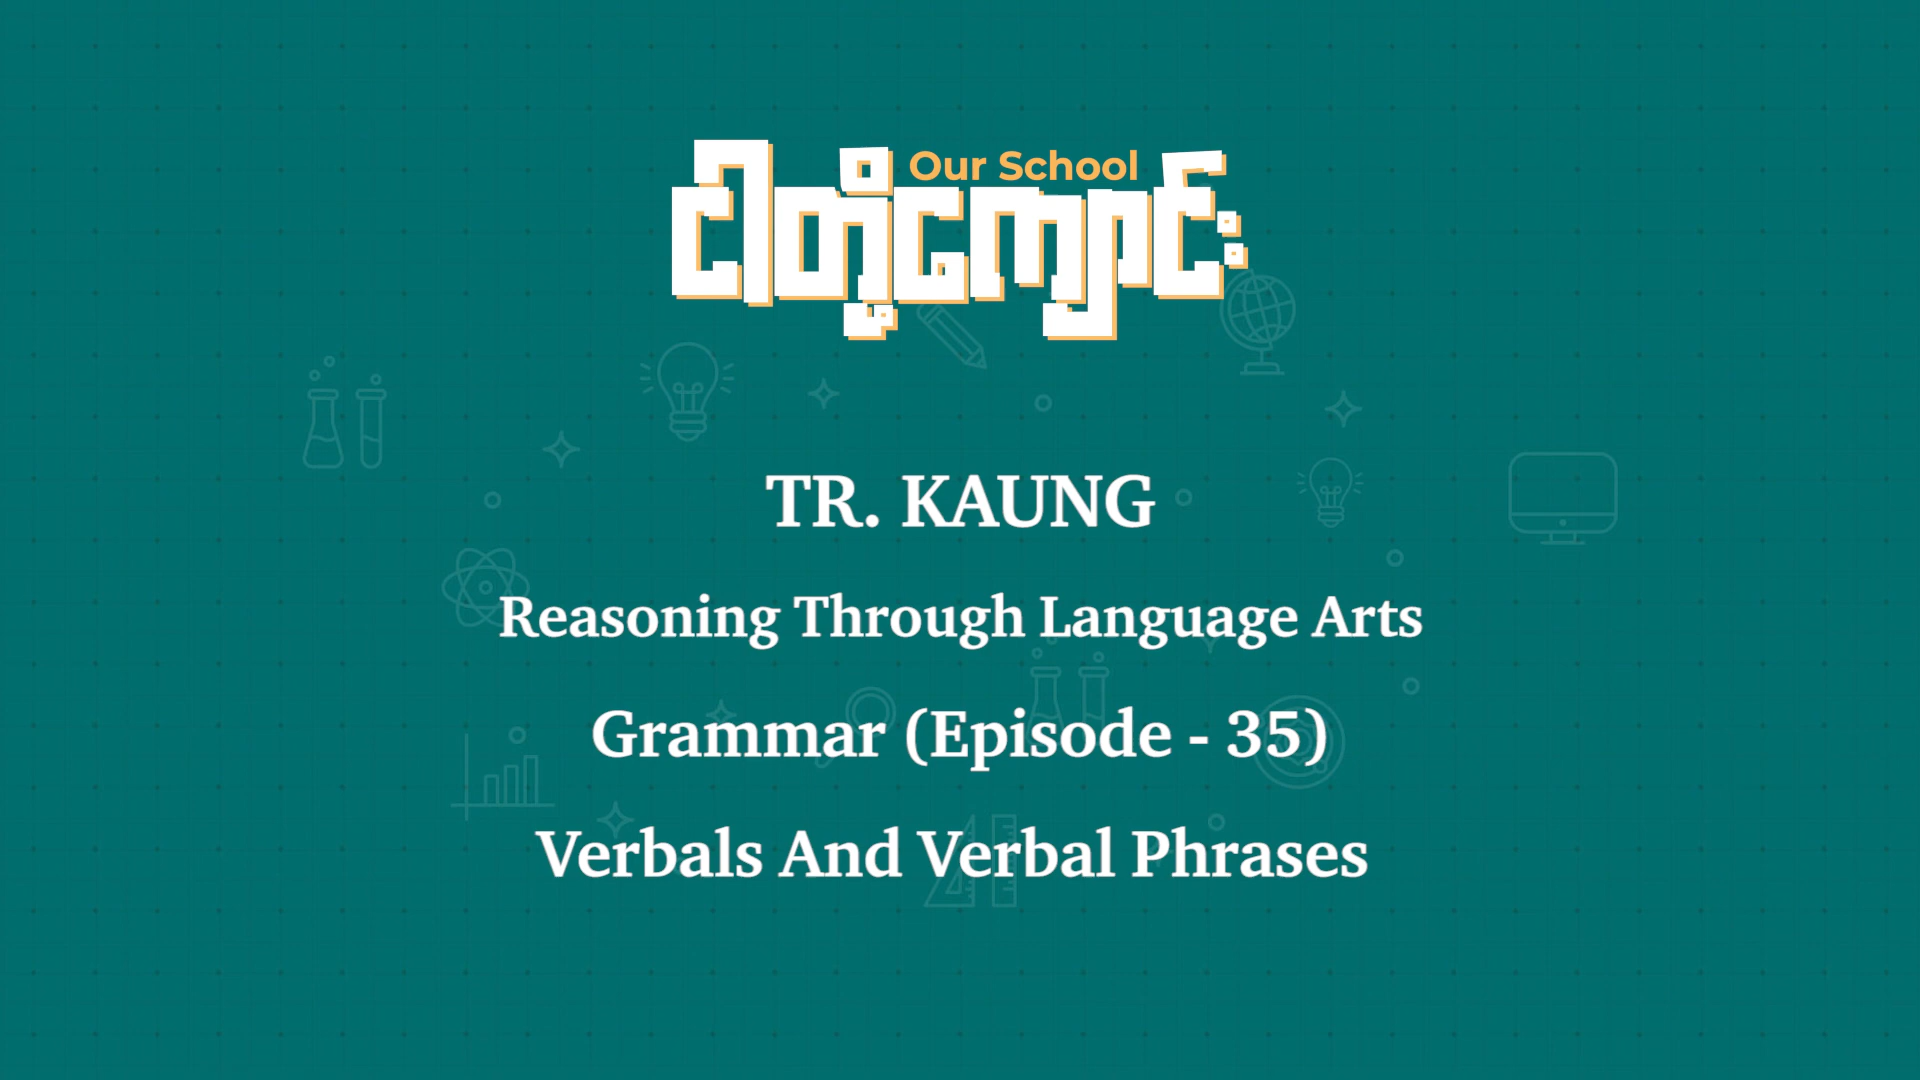 Our School
ငါတို့ကျောင်း
TR. KAUNG
Reasoning Through Language Arts
Grammar (Episode - 35)
Verbals And Verbal Phrases